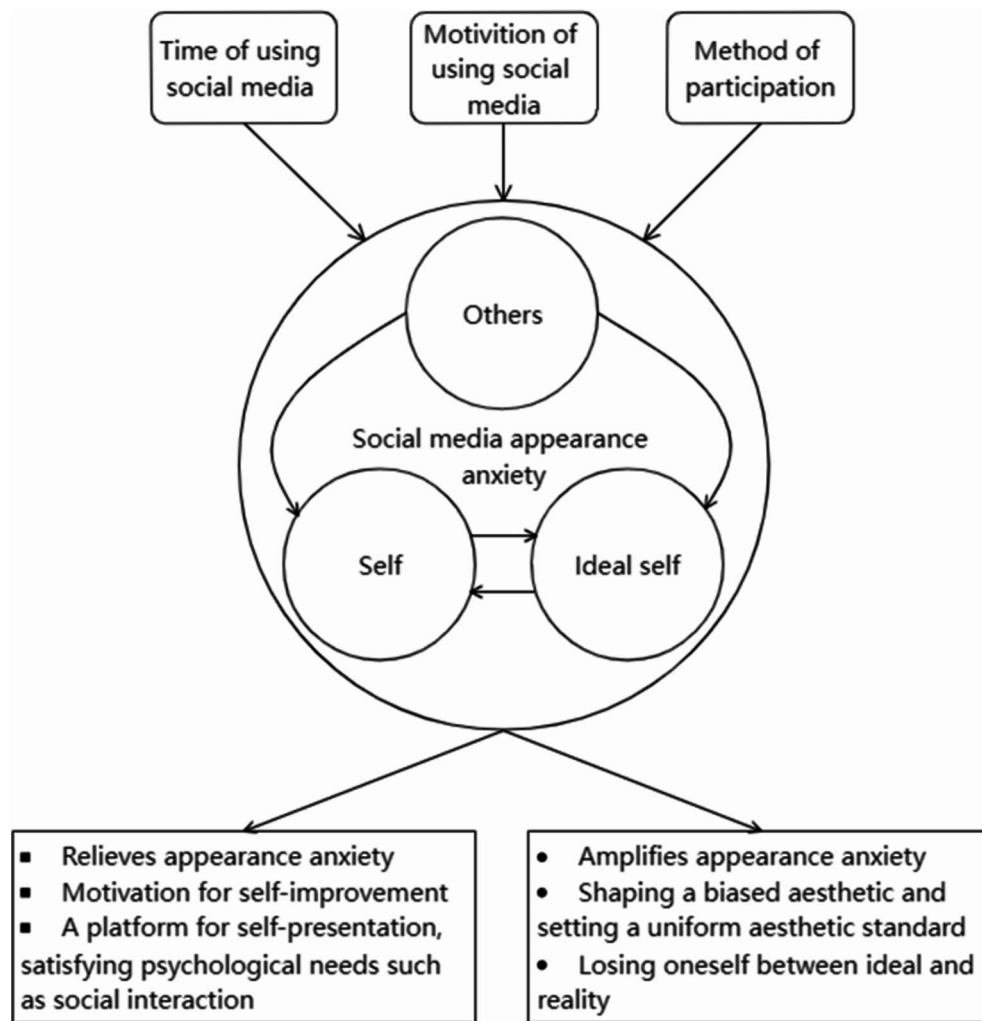 Time of using
social media
Motivition of
using social
media
Method of
participation
Others
Social media appearance
anxiety
Self
Ideal self
▪ Relieves appearance anxiety
▪ Motivation for self-improvement
▪ A platform for self-presentation,
satisfying psychological needs such
as social interaction
• Amplifies appearance anxiety
• Shaping a biased aesthetic and
setting a uniform aesthetic standard
• Losing oneself between ideal and
reality